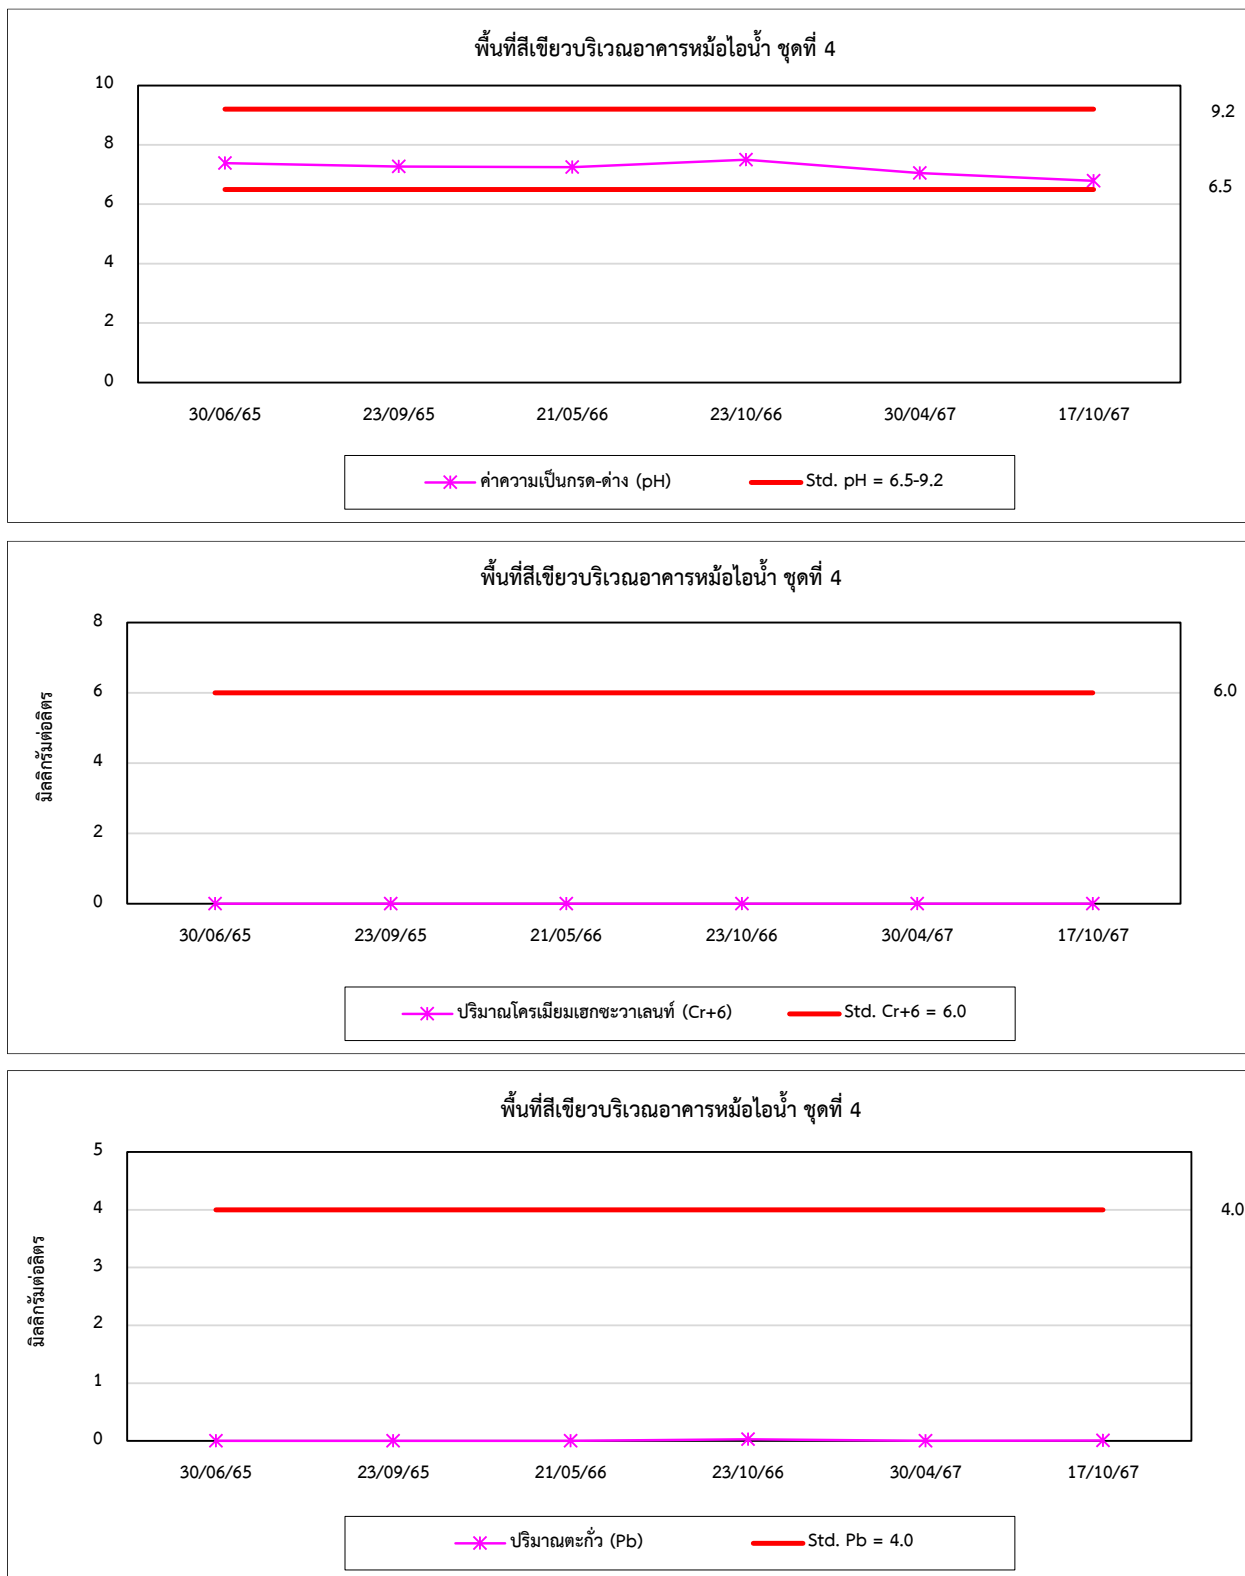 พื้นที่สีเขียวบริเวณอาคารหม้อไอน้ำ ชุดที่ 4
10
9.2
8
6.5
6
4
2
0
30/06/65 23/09/65 21/05/66 23/10/66 30/04/67 17/10/67
ค่าความเป็นกรด-ด่าง (pH) Std. pH = 6.5-9.2
พื้นที่สีเขียวบริเวณอาคารหม้อไอน้ำ ชุดที่ 4
มิลลิกรัมต่อลิตร
8
6 6.0
4
2
0
30/06/65 23/09/65 21/05/66 23/10/66 30/04/67 17/10/67
ปริมาณโครเมียมเฮกซะวาเลนท์ (Cr+6) Std. Cr+6 = 6.0
พื้นที่สีเขียวบริเวณอาคารหม้อไอน้ำ ชุดที่ 4
มิลลิกรัมต่อลิตร
5
4 4.0
3
2
1
0
30/06/65 23/09/65 21/05/66 23/10/66 30/04/67 17/10/67
ปริมาณตะกั่ว (Pb) Std. Pb = 4.0